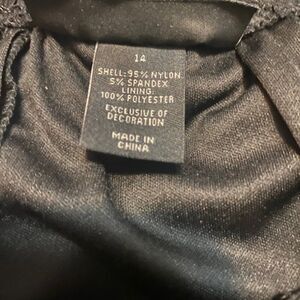 14
SHELL: 95% NYLON
5% SPANDEX
LINING:
100% POLYESTER
EXCLUSIVE OF
DECORATION
MADE IN
CHINA